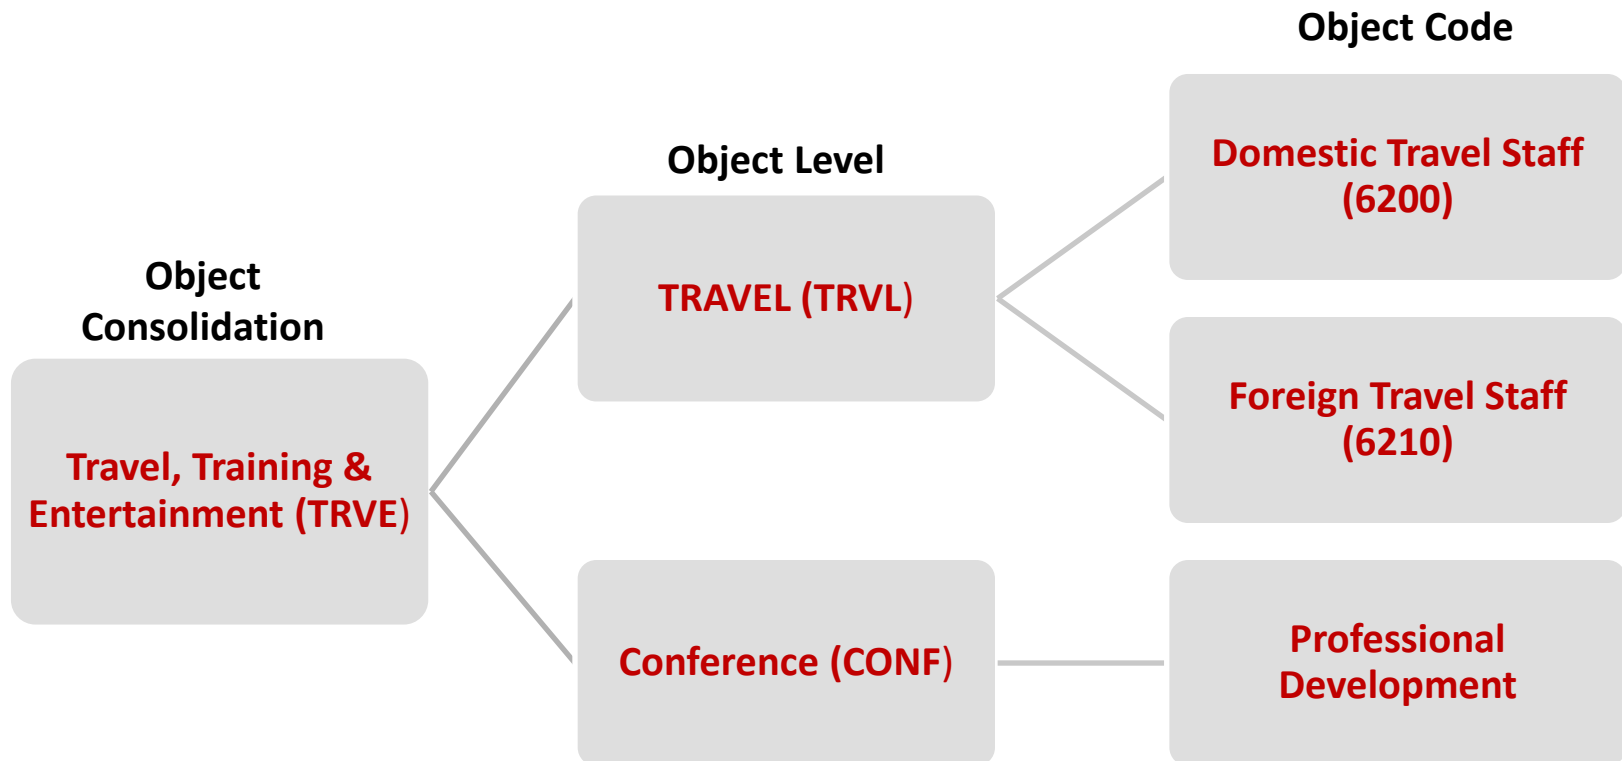 Object
Consolidation
Travel, Training &
Entertainment (TRVE)
Object Level
TRAVEL (TRVL)
Conference (CONF)
Object Code
Domestic Travel Staff
(6200)
Foreign Travel Staff
(6210)
Professional
Development